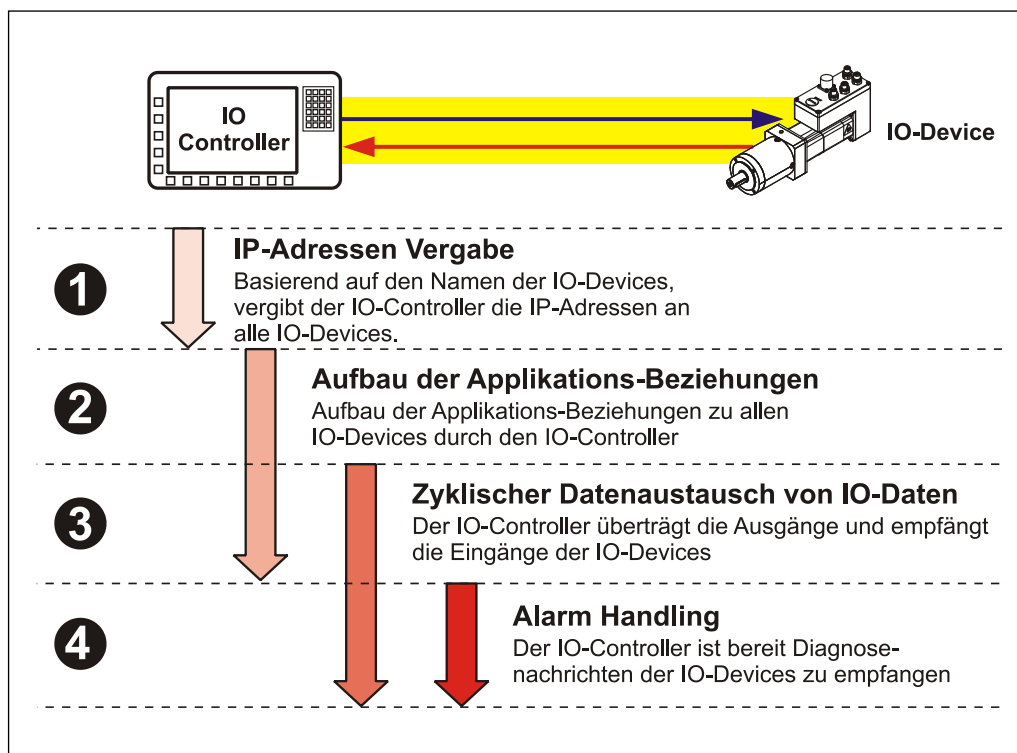 IO
Controller
IO-Device
1
IP-Adressen Vergabe
Basierend auf den Namen der IO-Devices,
vergibt der IO-Controller die IP-Adressen an
alle IO-Devices.
2
Aufbau der Applikations-Beziehungen
Aufbau der Applikations-Beziehungen zu allen
IO-Devices durch den IO-Controller
3
Zyklischer Datenaustausch von IO-Daten
Der IO-Controller überträgt die Ausgänge und empfängt
die Eingänge der IO-Devices
4
Alarm Handling
Der IO-Controller ist bereit Diagnose-
nachrichten der IO-Devices zu empfangen